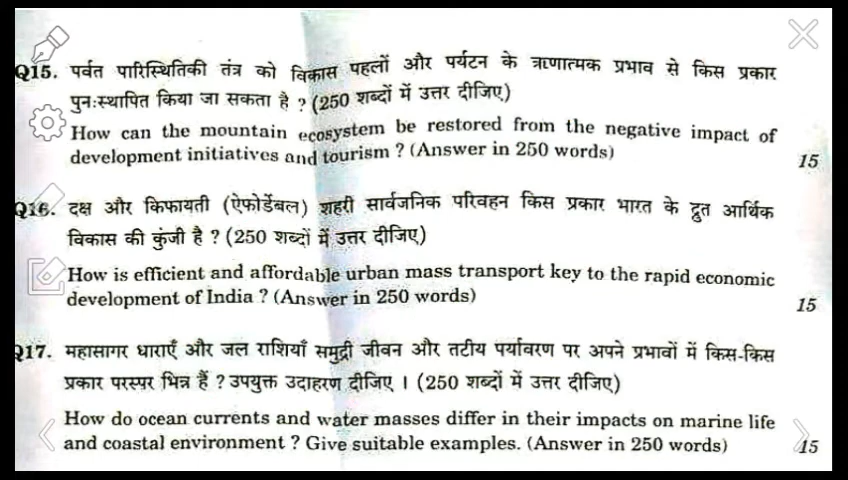 Q15. पर्वत पारिस्थितिकी तंत्र को विकास पहलों और पर्यटन के ऋणात्मक प्रभाव से किस प्रकार
पुनःस्थापित किया जा सकता है ? (250 शब्दों में उत्तर दीजिए)
How can the mountain ecosystem be restored from the negative impact of
development initiatives and tourism ? (Answer in 250 words) 15
Q16. दक्ष और किफायती (ऐफोर्डेबल) शहरी सार्वजनिक परिवहन किस प्रकार भारत के द्रुत आर्थिक
विकास की कुंजी है ? (250 शब्दों में उत्तर दीजिए)
How is efficient and affordable urban mass transport key to the rapid economic
development of India ? (Answer in 250 words) 15
Q17. महासागर धाराएँ और जल राशियाँ समुद्री जीवन और तटीय पर्यावरण पर अपने प्रभावों में किस-किस
प्रकार परस्पर भिन्न हैं ? उपयुक्त उदाहरण दीजिए । (250 शब्दों में उत्तर दीजिए)
How do ocean currents and water masses differ in their impacts on marine life
and coastal environment ? Give suitable examples. (Answer in 250 words) 15